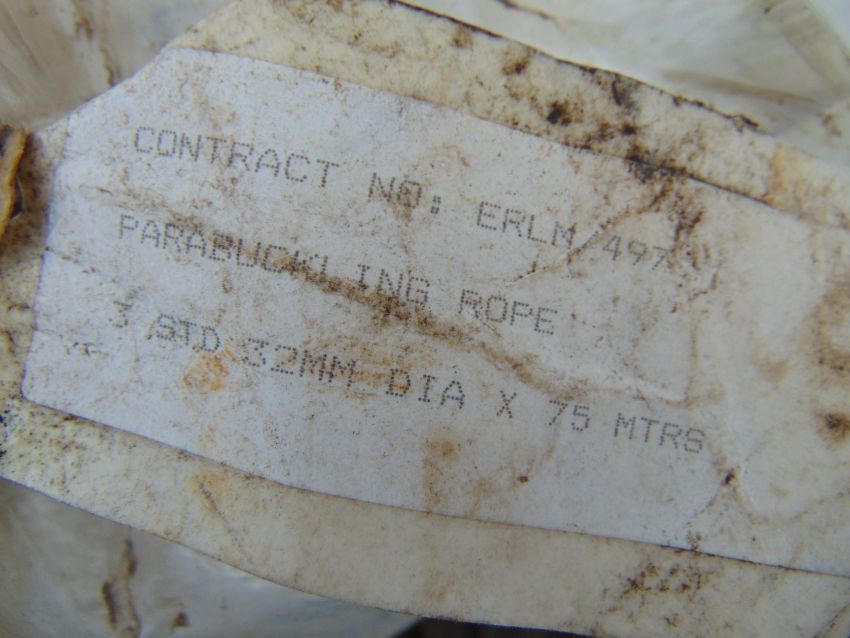 CONTRACT NO: ERLM/497
PARABUCKLING ROPE
3 STD 32MM DIA X 75 MTRS